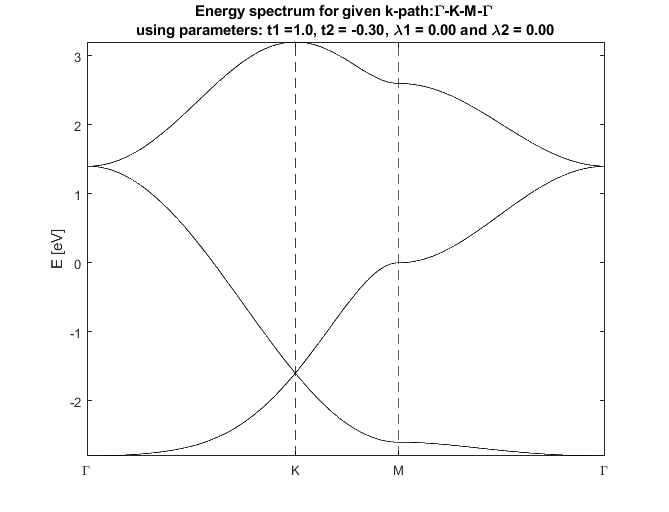 Energy spectrum for given k-path:Γ-K-M-Γ
using parameters: t1 =1.0, t2 = -0.30, λ1 = 0.00 and λ2 = 0.00
3
2
1
0
-1
-2
E [eV]
Γ K M Γ